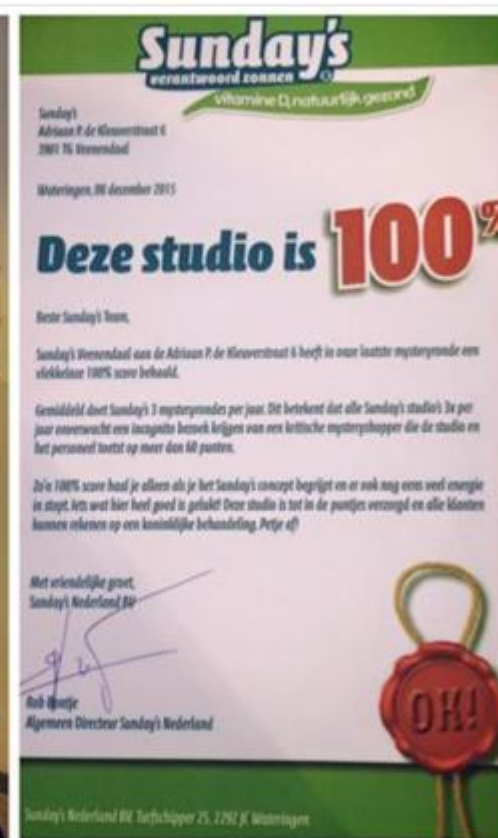 Sunday's
verantwoord zonnen
vitamine D, natuurlijk gezond
Sunday's
Adriaan P. de Kleuverstraat 6
3901 TG Veenendaal
Wateringen, 08 december 2015
Deze studio is 100%
Beste Sunday's Team,
Sunday's Veenendaal aan de Adriaan P. de Kleuverstraat 6 heeft in onze laatste mysteryronde een
vlekkeloze 100% score behaald.
Gemiddeld doet Sunday's 3 mysteryrondes per jaar. Dit betekent dat alle Sunday's studio's 3x per
jaar onverwacht een incognito bezoek krijgen van een kritische mysteryshopper die de studio en
het personeel toetst op meer dan 60 punten.
Zo'n 100% score haal je alleen als je het Sunday's concept begrijpt en er ook nog eens veel energie
in stopt. Iets wat hier heel goed is gelukt! Deze studio is tot in de puntjes verzorgd en alle klanten
kunnen rekenen op een koninklijke behandeling. Petje af!
Met vriendelijke groet,
Sunday's Nederland BV
Rob
Algemeen Directeur Sunday's Nederland
OK!
Sunday's Nederland BV, Turfschipper 25, 2292 JC Wateringen